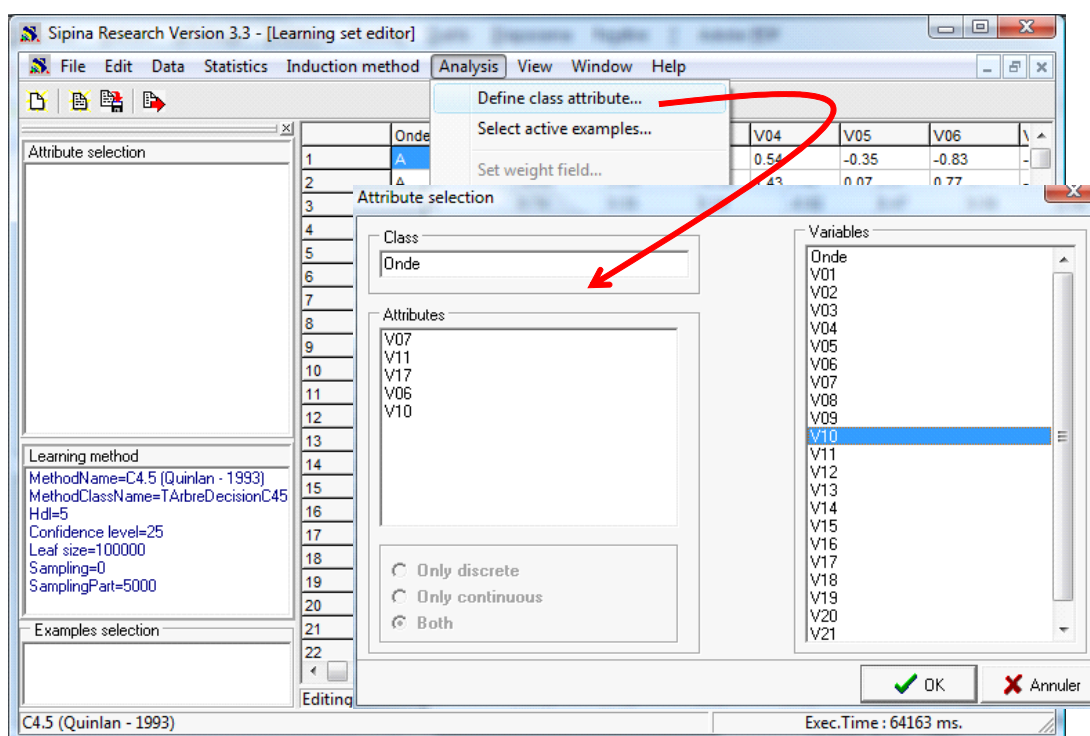 Sipina Research Version 3.3 - [Learning set editor]
File Edit Data Statistics Induction method Analysis View Window Help
Define class attribute...
Select active examples...
Set weight field...
Attribute selection
Onde V04 V05 V06
1 A 0.54 -0.35 -0.83
2 A 0.07 0.77
3
4
5
6
7
8
9
10
11
12
13
14
15
16
17
18
19
20
21
22
Learning method
MethodName=C4.5 (Quinlan - 1993)
MethodClassName=TArbreDecisionC45
Hdl=5
Confidence level=25
Leaf size=100000
Sampling=0
SamplingPart=5000
Examples selection
Editing
Attribute selection
Class
Onde
Attributes
V07
V11
V17
V06
V10
Only discrete
Only continuous
Both
Variables
Onde
V01
V02
V03
V04
V05
V06
V07
V08
V09
V10
V11
V12
V13
V14
V15
V16
V17
V18
V19
V20
V21
OK
Annuler
C4.5 (Quinlan - 1993)
Exec.Time : 64163 ms.